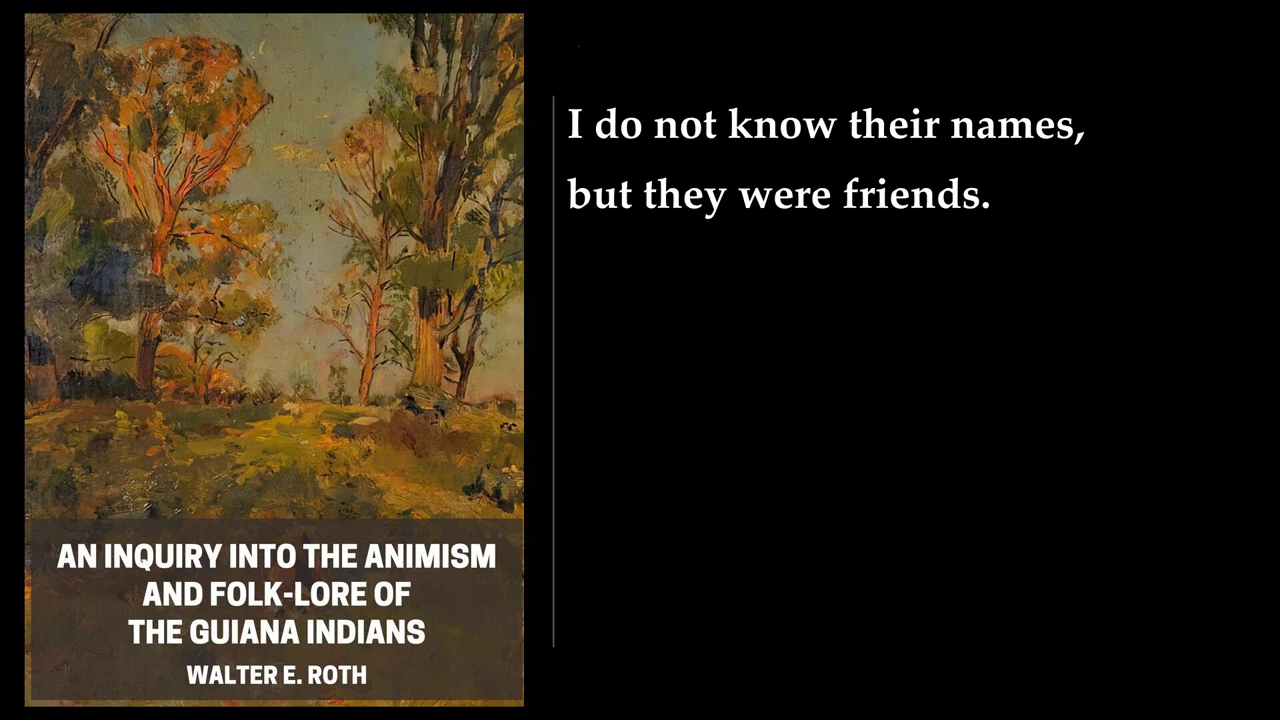 I do not know their names,
but they were friends.
AN INQUIRY INTO THE ANIMISM
AND FOLK-LORE OF
THE GUIANA INDIANS
WALTER E. ROTH